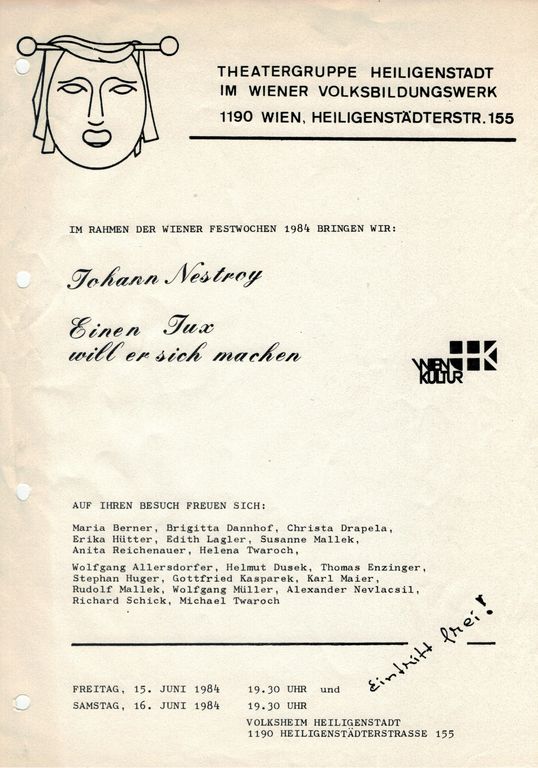 THEATERGRUPPE HEILIGENSTADT
IM WIENER VOLKSBILDUNGSWERK
1190 WIEN, HEILIGENSTÄDTERSTR. 155
IM RAHMEN DER WIENER FESTWOCHEN 1984 BRINGEN WIR:
Johann Nestroy
Einen Jux
will er sich machen
WIEN
KULTUR
AUF IHREN BESUCH FREUEN SICH:
Maria Berner, Brigitta Dannhof, Christa Drapela,
Erika Hütter, Edith Lagler, Susanne Mallek,
Anita Reichenauer, Helena Twaroch,
Wolfgang Allersdorfer, Helmut Dusek, Thomas Enzinger,
Stephan Huger, Gottfried Kasparek, Karl Maier,
Rudolf Mallek, Wolfgang Müller, Alexander Nevlacsil,
Richard Schick, Michael Twaroch
Eintritt frei!
FREITAG, 15. JUNI 1984 19.30 UHR und
SAMSTAG, 16. JUNI 1984 19.30 UHR
VOLKSHEIM HEILIGENSTADT
1190 HEILIGENSTÄDTERSTRASSE 155